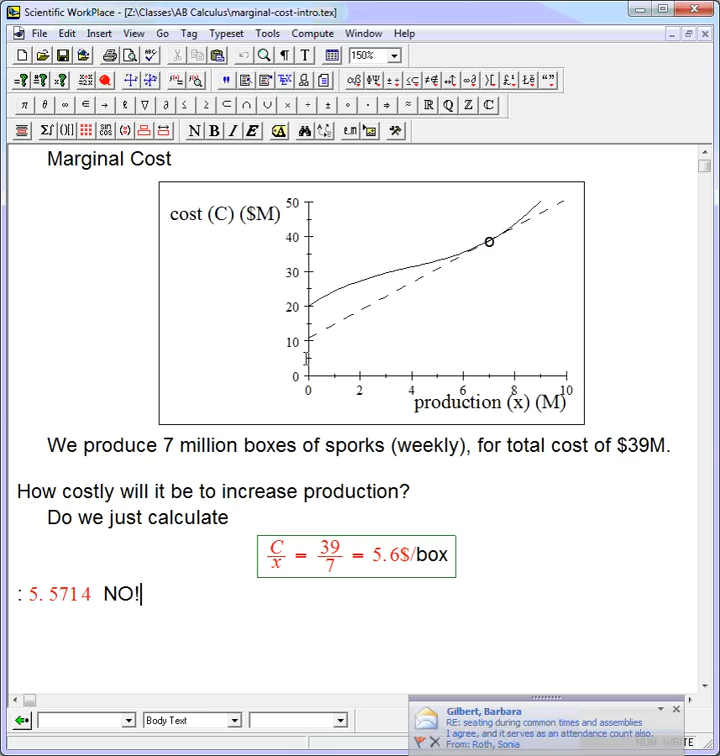 Scientific WorkPlace - [Z:\Classes\AB Calculus\marginal-cost-intro.tex]
File Edit Insert View Go Tag Typeset Tools Compute Window Help
150%
N B I E
Marginal Cost
cost (C) ($M)
50
40
30
20
10
0
0 2 4 6 8 10
production (x) (M)
We produce 7 million boxes of sporks (weekly), for total cost of $39M.
How costly will it be to increase production?
Do we just calculate
C/x = 39/7 = 5.6$/box
: 5.5714 NO!
Body Text
Gilbert, Barbara
RE: seating during common times and assemblies
I agree, and it serves as an attendance count also.
From: Roth, Sonia
NUM WRITE